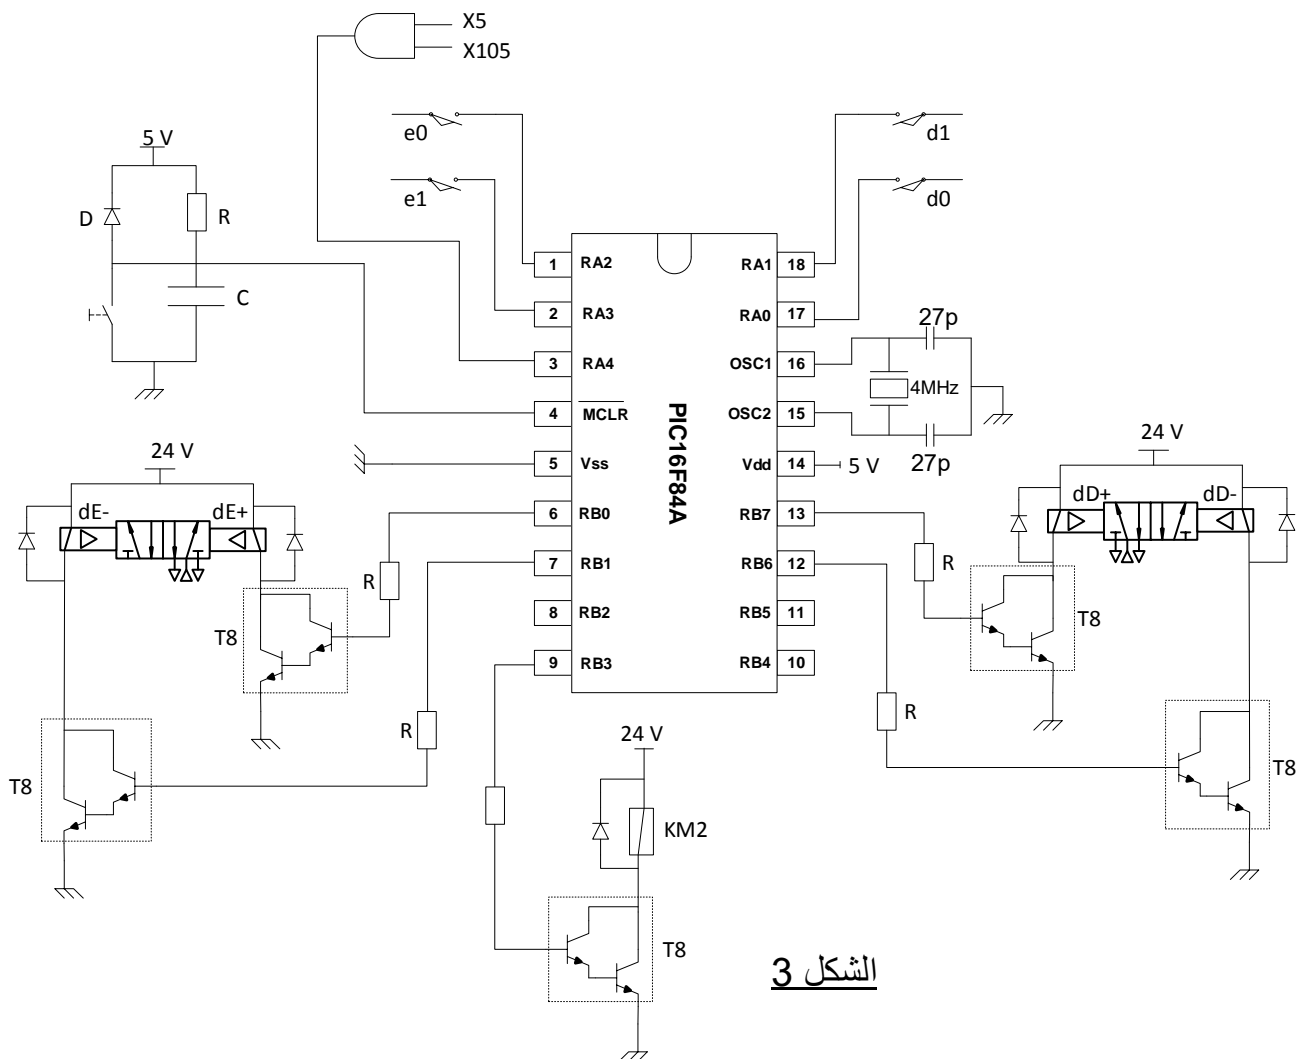 X5
X105
e0
e1
d1
d0
5 V
D
R
C
1 RA2
2 RA3
3 RA4
4 MCLR
5 Vss
6 RB0
7 RB1
8 RB2
9 RB3
PIC16F84A
RA1 18
RA0 17
OSC1 16
OSC2 15
Vdd 14
RB7 13
RB6 12
RB5 11
RB4 10
27p
4MHz
27p
5 V
24 V
dE-
dE+
R
T8
R
T8
24 V
dD+
dD-
R
T8
R
T8
24 V
KM2
T8
الشكل 3